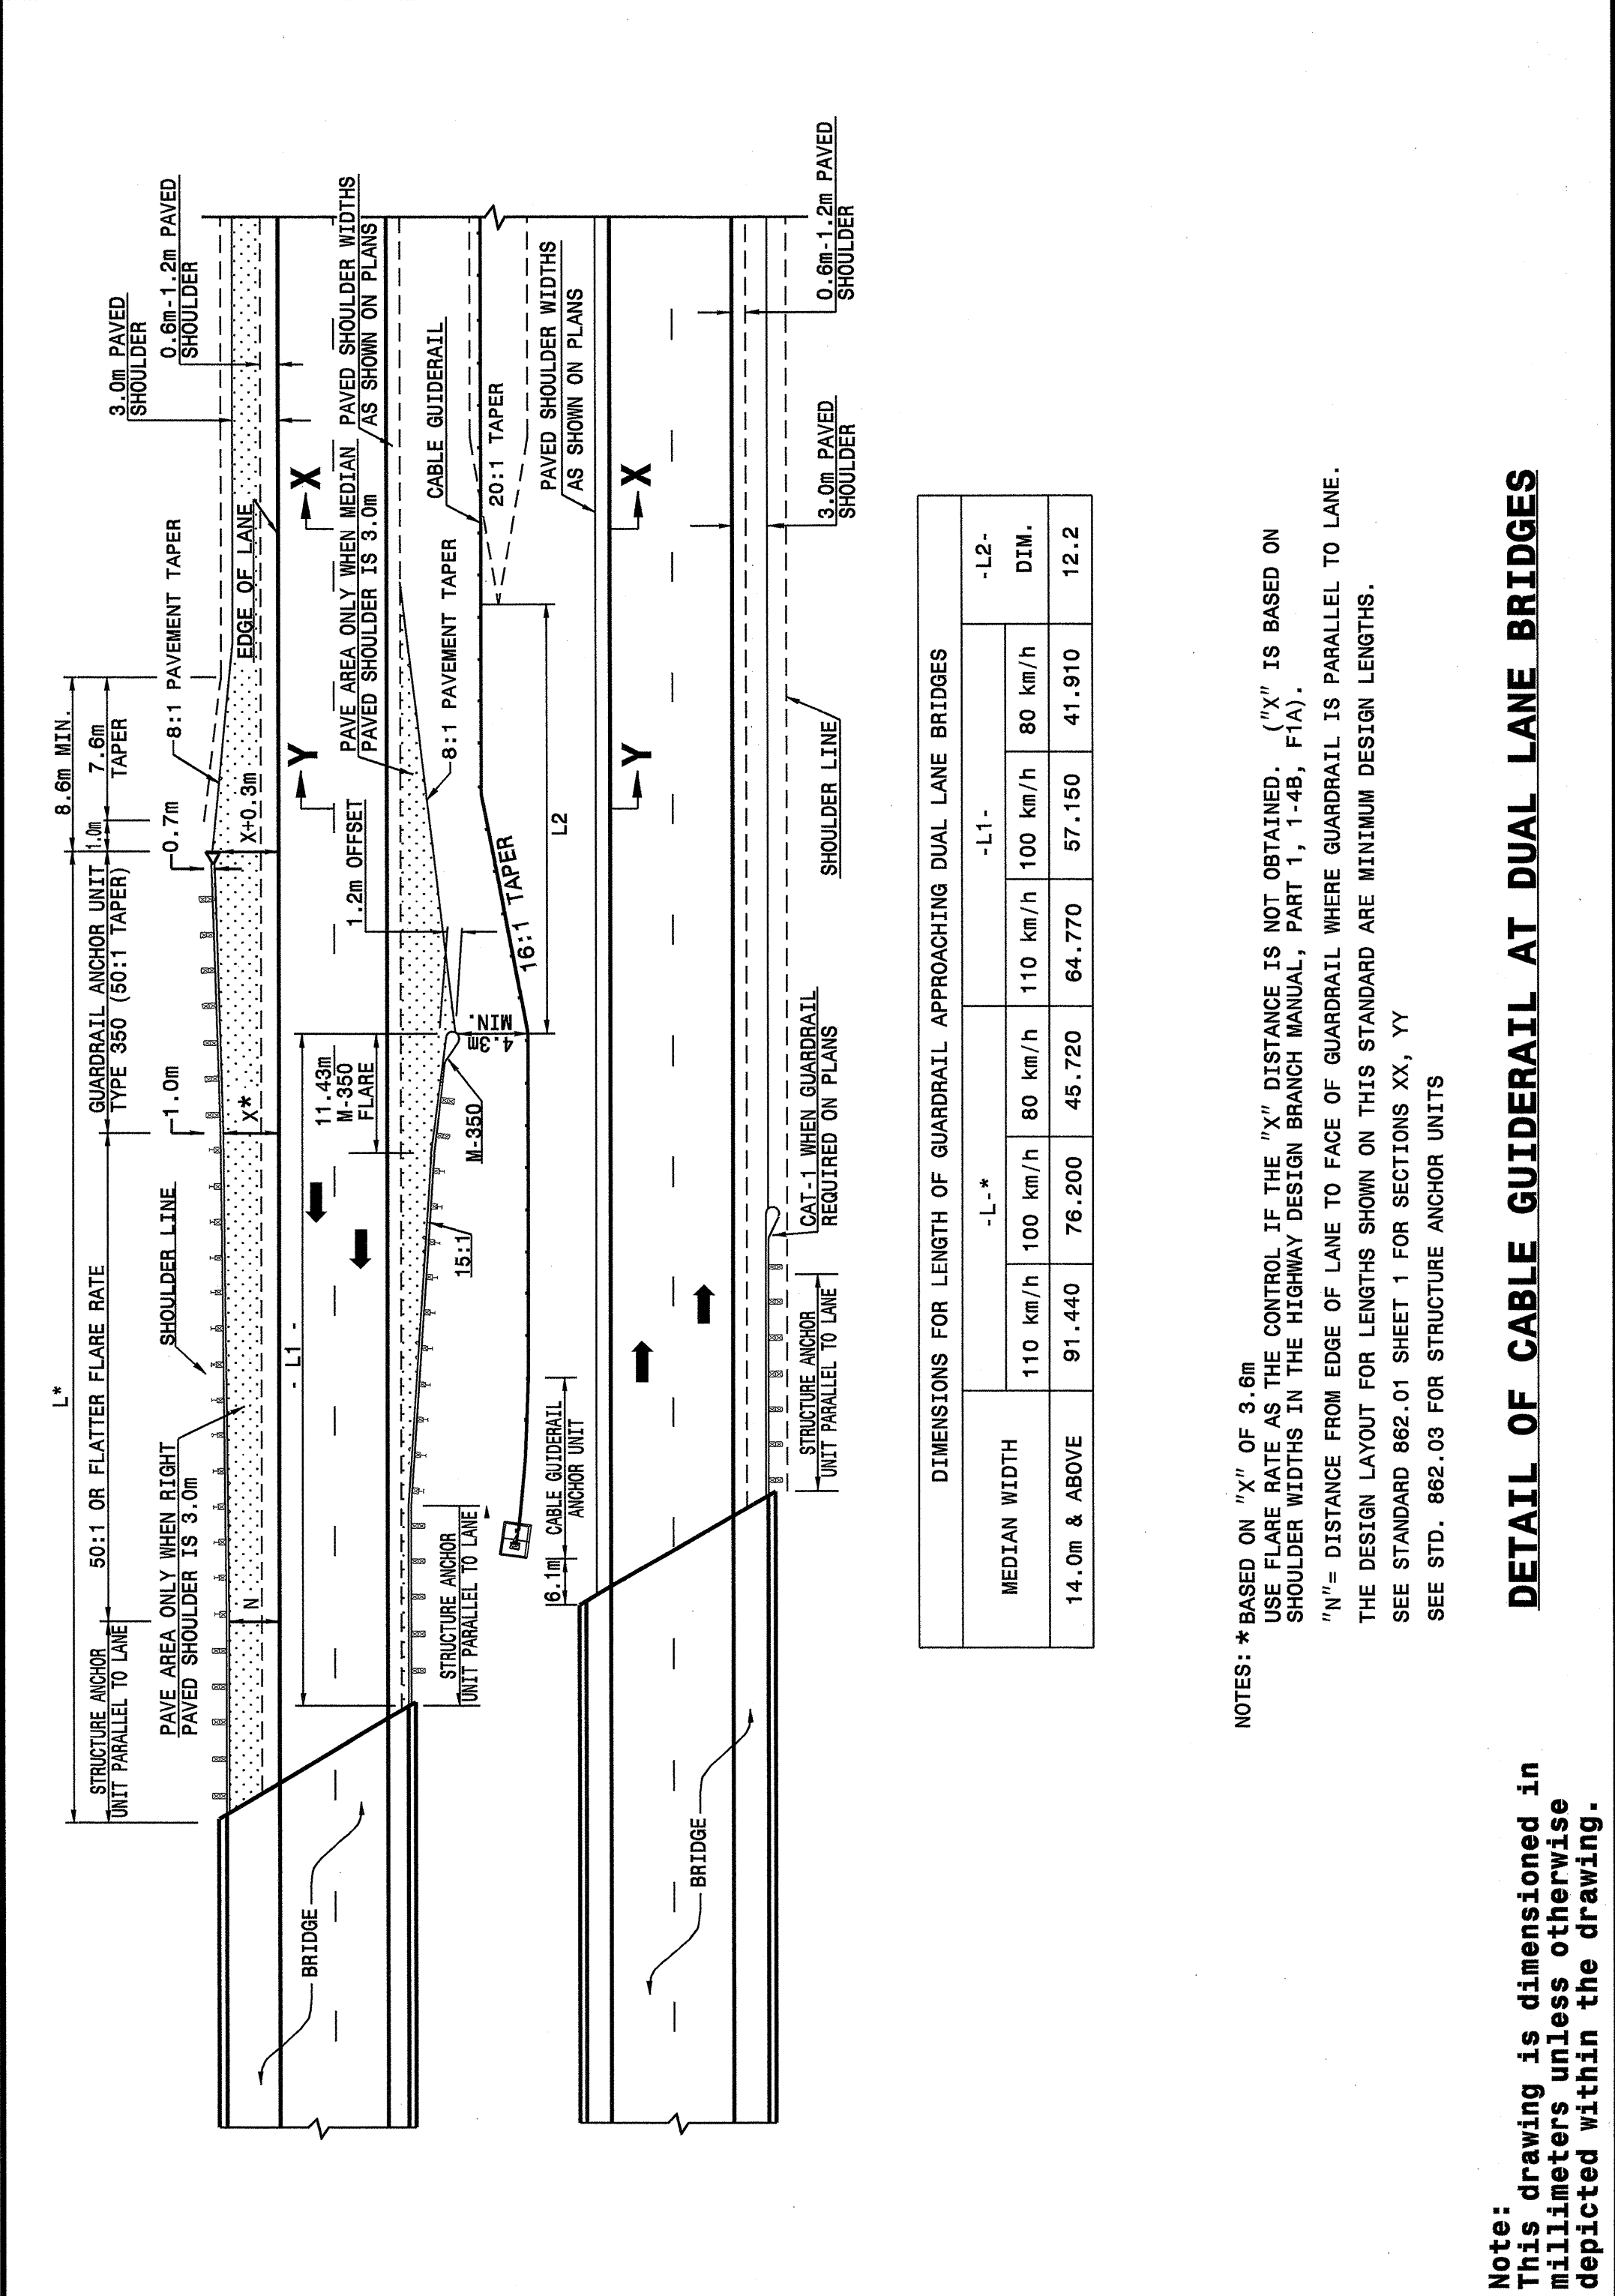 L*
STRUCTURE ANCHOR
UNIT PARALLEL TO LANE
50:1 OR FLATTER FLARE RATE
GUARDRAIL ANCHOR UNIT
TYPE 350 (50:1 TAPER)
8.6m MIN.
1.0m
7.6m
TAPER
3.0m PAVED
SHOULDER
0.6m-1.2m PAVED
SHOULDER
PAVE AREA ONLY WHEN RIGHT
PAVED SHOULDER IS 3.0m
SHOULDER LINE
1.0m
0.7m
8:1 PAVEMENT TAPER
N
X*
X+0.3m
EDGE OF LANE
BRIDGE
- L1 -
11.43m
M-350
FLARE
1.2m OFFSET
Y
X
PAVE AREA ONLY WHEN MEDIAN
PAVED SHOULDER IS 3.0m
PAVED SHOULDER WIDTHS
AS SHOWN ON PLANS
STRUCTURE ANCHOR
UNIT PARALLEL TO LANE
15:1
M-350
4.3m
MIN.
8:1 PAVEMENT TAPER
CABLE GUIDERAIL
20:1 TAPER
16:1 TAPER
L2
PAVED SHOULDER WIDTHS
AS SHOWN ON PLANS
6.1m
CABLE GUIDERAIL
ANCHOR UNIT
Y
X
BRIDGE
STRUCTURE ANCHOR
UNIT PARALLEL TO LANE
CAT-1 WHEN GUARDRAIL
REQUIRED ON PLANS
SHOULDER LINE
3.0m PAVED
SHOULDER
0.6m-1.2m PAVED
SHOULDER
DIMENSIONS FOR LENGTH OF GUARDRAIL APPROACHING DUAL LANE BRIDGES
MEDIAN WIDTH
-L-*
-L1-
-L2-
110 km/h 100 km/h 80 km/h 110 km/h 100 km/h 80 km/h DIM.
14.0m & ABOVE 91.440 76.200 45.720 64.770 57.150 41.910 12.2
NOTES: *BASED ON "X" OF 3.6m
USE FLARE RATE AS THE CONTROL IF THE "X" DISTANCE IS NOT OBTAINED. ("X" IS BASED ON
SHOULDER WIDTHS IN THE HIGHWAY DESIGN BRANCH MANUAL, PART 1, 1-4B, F1A).
"N"= DISTANCE FROM EDGE OF LANE TO FACE OF GUARDRAIL WHERE GUARDRAIL IS PARALLEL TO LANE.
THE DESIGN LAYOUT FOR LENGTHS SHOWN ON THIS STANDARD ARE MINIMUM DESIGN LENGTHS.
SEE STANDARD 862.01 SHEET 1 FOR SECTIONS XX, YY
SEE STD. 862.03 FOR STRUCTURE ANCHOR UNITS
DETAIL OF CABLE GUIDERAIL AT DUAL LANE BRIDGES
Note:
This drawing is dimensioned in
millimeters unless otherwise
depicted within the drawing.